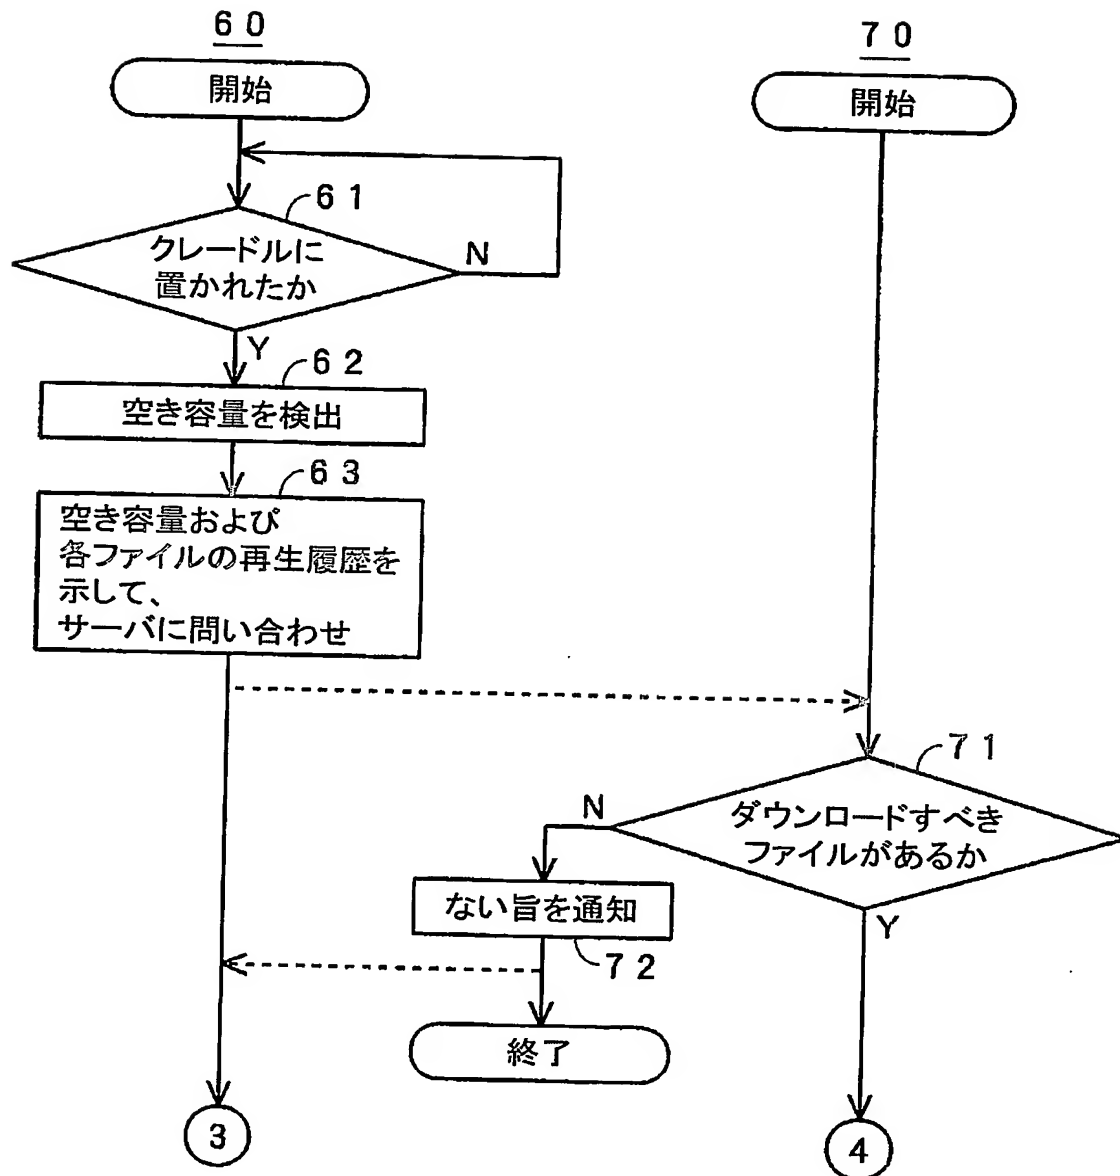 60
開始
61
クレードルに
置かれたか
N
Y
62
空き容量を検出
63
空き容量および
各ファイルの再生履歴を
示して、
サーバに問い合わせ
3
70
開始
71
ダウンロードすべき
ファイルがあるか
N
Y
ない旨を通知
72
終了
4